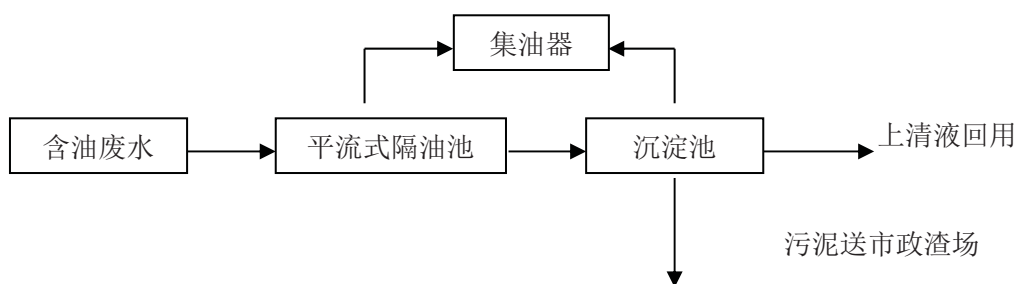 集油器
含油废水
平流式隔油池
沉淀池
上清液回用
污泥送市政渣场